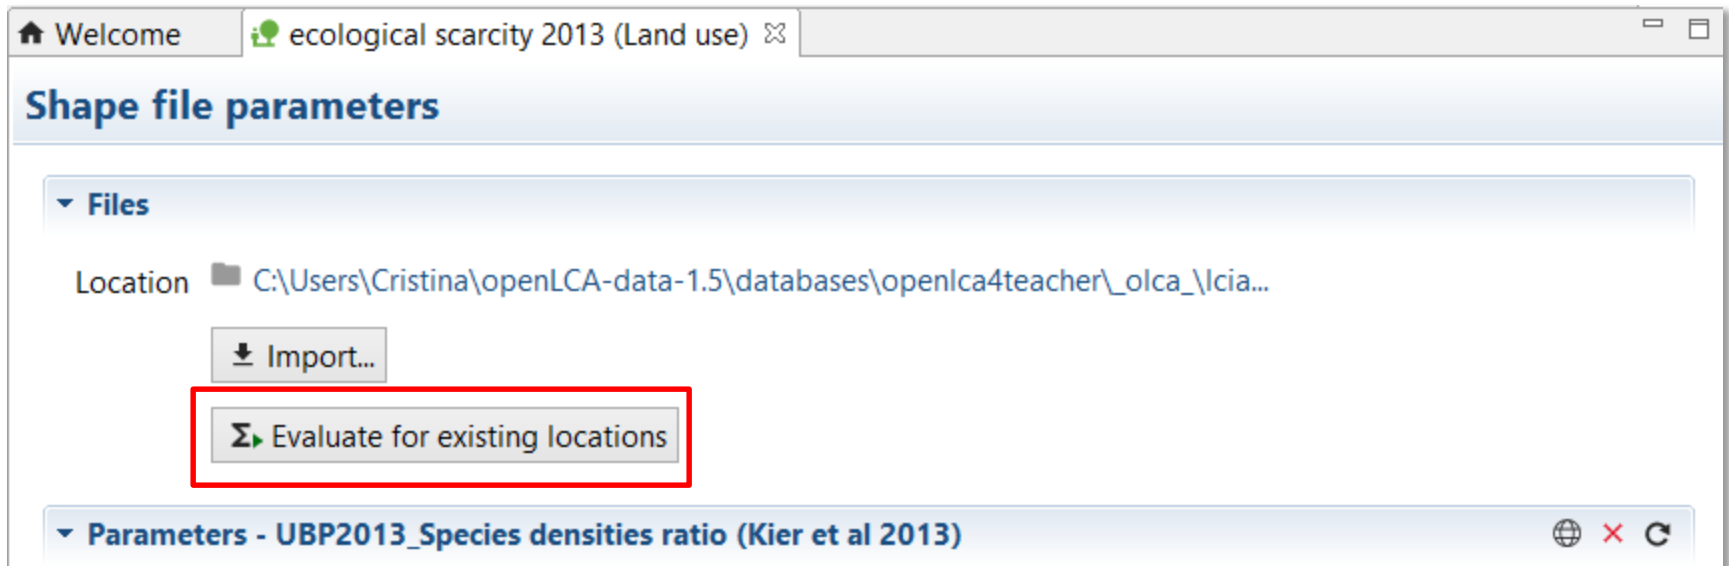 Welcome
ecological scarcity 2013 (Land use)
Shape file parameters
Files
Location C:\Users\Cristina\openLCA-data-1.5\databases\openlca4teacher\_olca_\lcia...
Import...
Evaluate for existing locations
Parameters - UBP2013_Species densities ratio (Kier et al 2013)